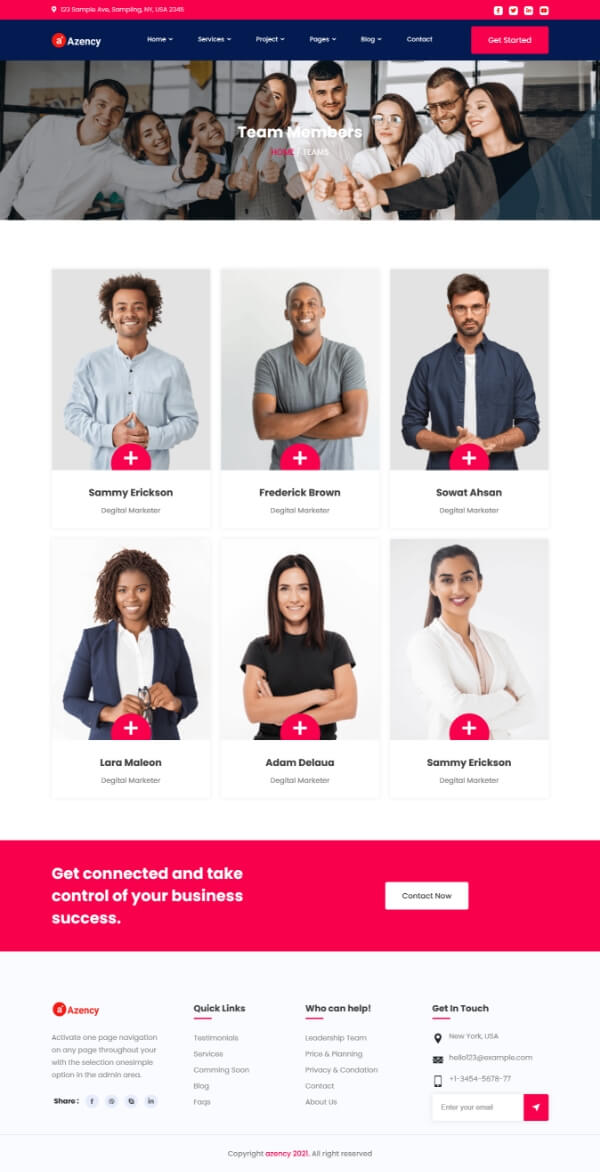 123 Sample Ave, Sampling, NY, USA 2345
Azency
Home Services Project Pages Blog Contact
Get Started
Team Members
HOME / TEAMS
Sammy Erickson
Degital Marketer
Frederick Brown
Degital Marketer
Sowat Ahsan
Degital Marketer
Lara Maleon
Degital Marketer
Adam Delaua
Degital Marketer
Sammy Erickson
Degital Marketer
Get connected and take
control of your business
success.
Contact Now
Azency
Activate one page navigation
on any page throughout your
with the selection onesimple
option in the admin area.
Share :
Quick Links
Testimonials
Services
Comming Soon
Blog
Faqs
Who can help!
Leadership Team
Price & Planning
Privacy & Condation
Contact
About Us
Get In Touch
New York, USA
hello123@example.com
+1-3454-5678-77
Enter your email
Copyright azency 2021. All right reserved